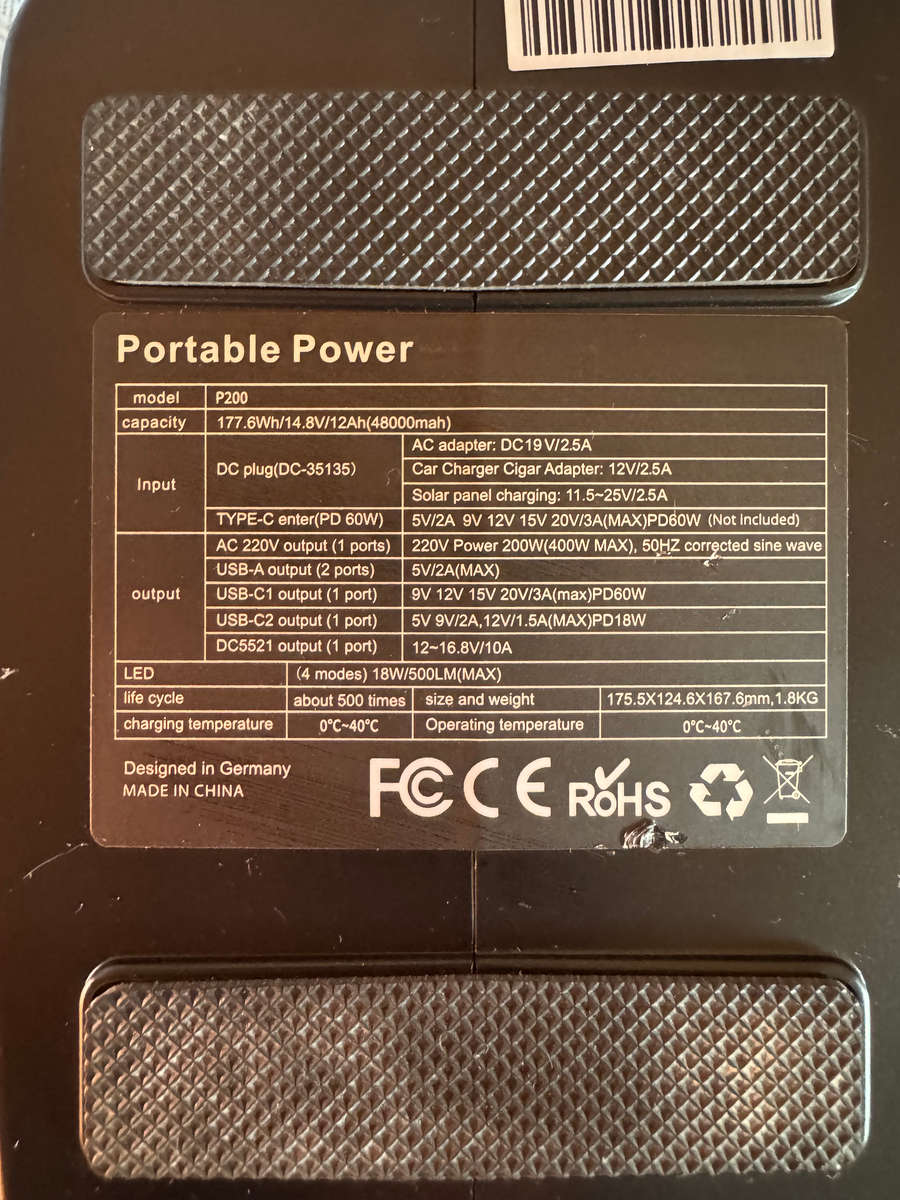 Portable Power
model P200
capacity 177.6Wh/14.8V/12Ah(48000mah)
Input DC plug(DC-35135) AC adapter: DC19V/2.5A
Car Charger Cigar Adapter: 12V/2.5A
Solar panel charging: 11.5~25V/2.5A
TYPE-C enter(PD 60W) 5V/2A 9V 12V 15V 20V/3A(MAX)PD60W (Not Included)
output AC 220V output (1 ports) 220V Power 200W(400W MAX), 50HZ corrected sine wave
USB-A output (2 ports) 5V/2A(MAX)
USB-C1 output (1 port) 9V 12V 15V 20V/3A(max)PD60W
USB-C2 output (1 port) 5V 9V/2A,12V/1.5A(MAX)PD18W
DC5521 output (1 port) 12~16.8V/10A
LED (4 modes) 18W/500LM(MAX)
life cycle about 500 times size and weight 175.5X124.6X167.6mm,1.8KG
charging temperature 0°C~40°C Operating temperature 0°C~40°C
Designed in Germany
MADE IN CHINA
FC CE RoHS